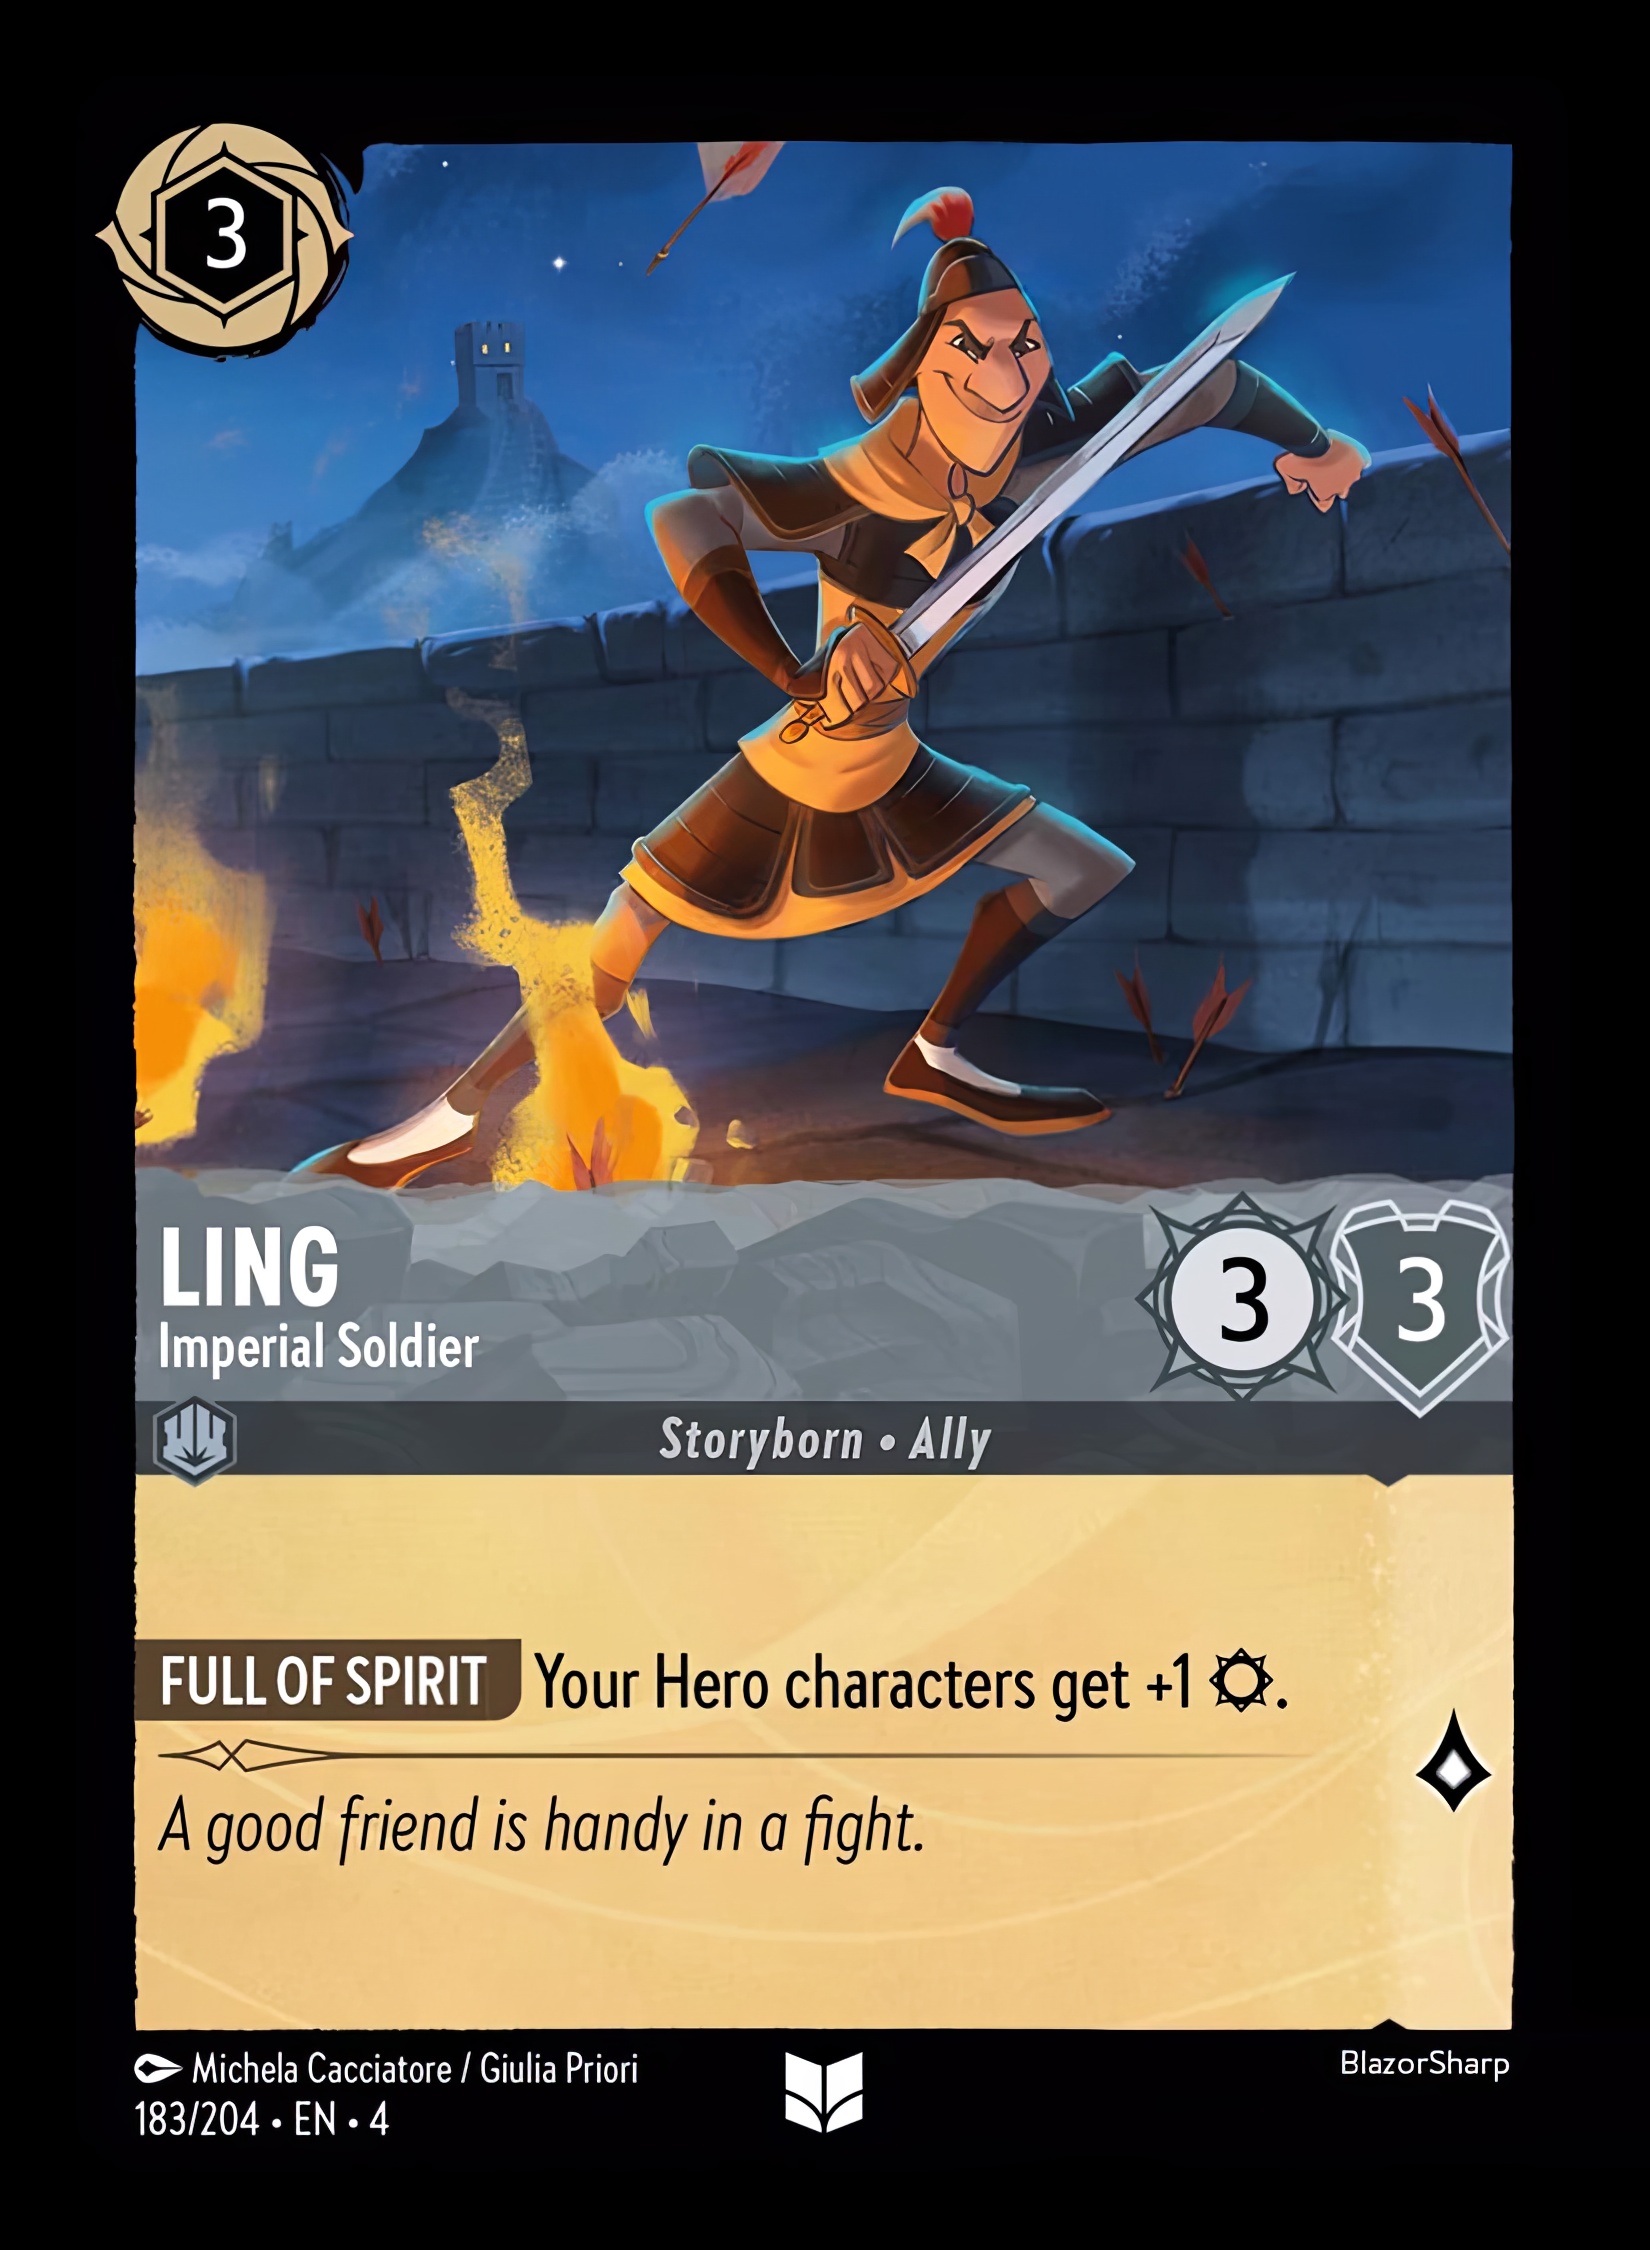 3
LING
Imperial Soldier
3 3
Storyborn • Ally
FULL OF SPIRIT Your Hero characters get +1 .
A good friend is handy in a fight.
Michela Cacciatore / Giulia Priori
BlazorSharp
183/204 • EN • 4